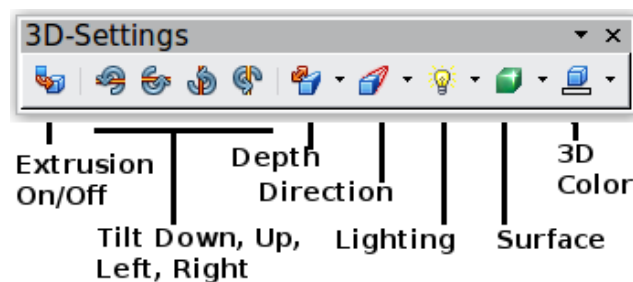 3D-Settings
Extrusion
On/Off
Depth
Direction
3D
Color
Tilt Down, Up,
Left, Right
Lighting
Surface